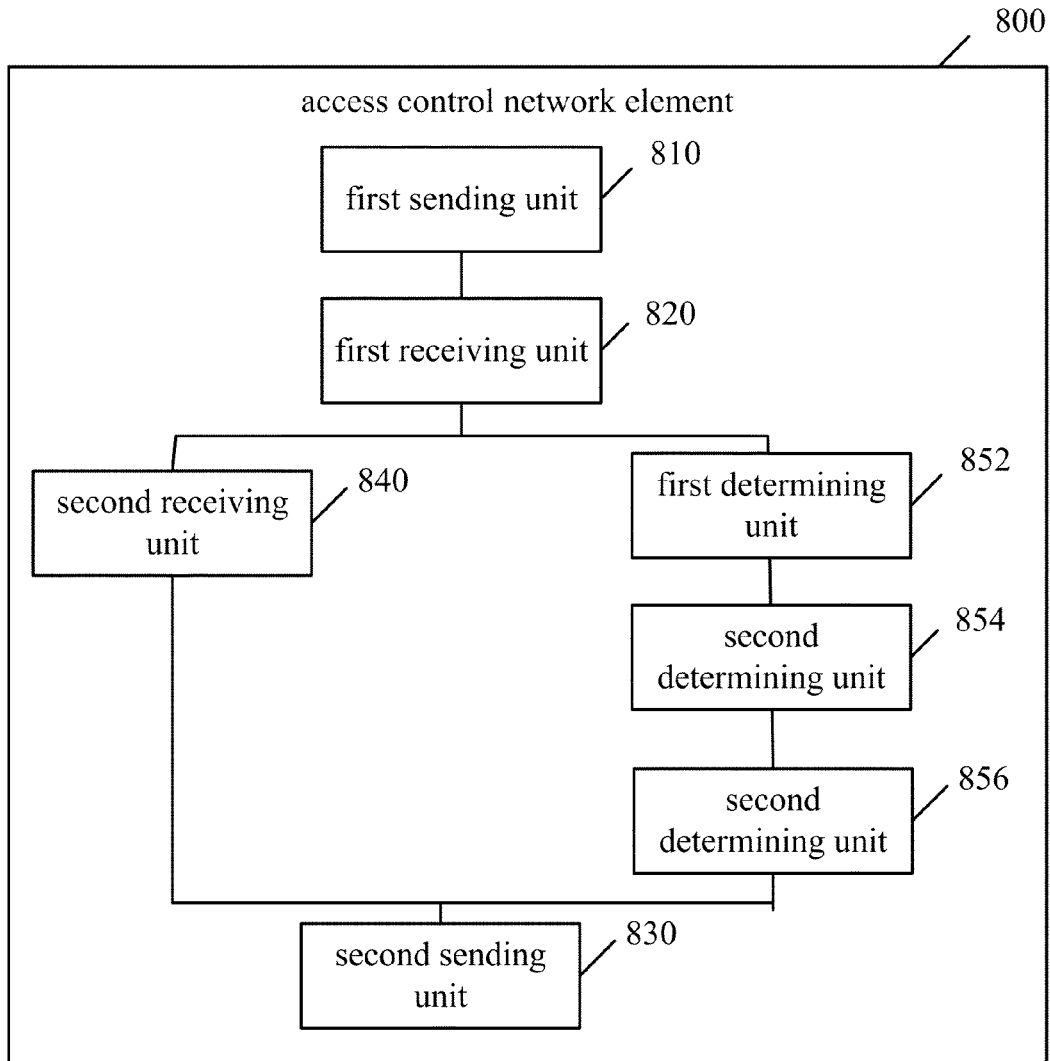 800
access control network element
810
first sending unit
820
first receiving unit
840
second receiving
unit
852
first determining
unit
854
second
determining unit
856
second
determining unit
830
second sending
unit